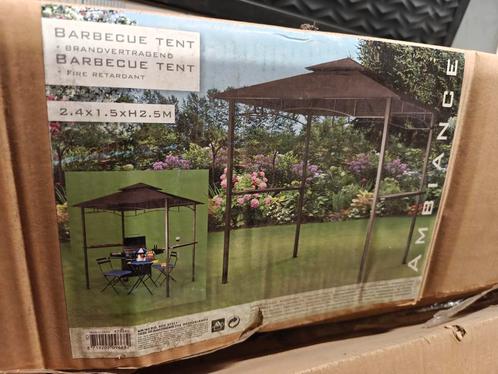 BARBECUE TENT
• BRANDVERTRAGEND
BARBECUE TENT
• FIRE RETARDANT
2.4x1.5xH2.5M
AMBIANCE